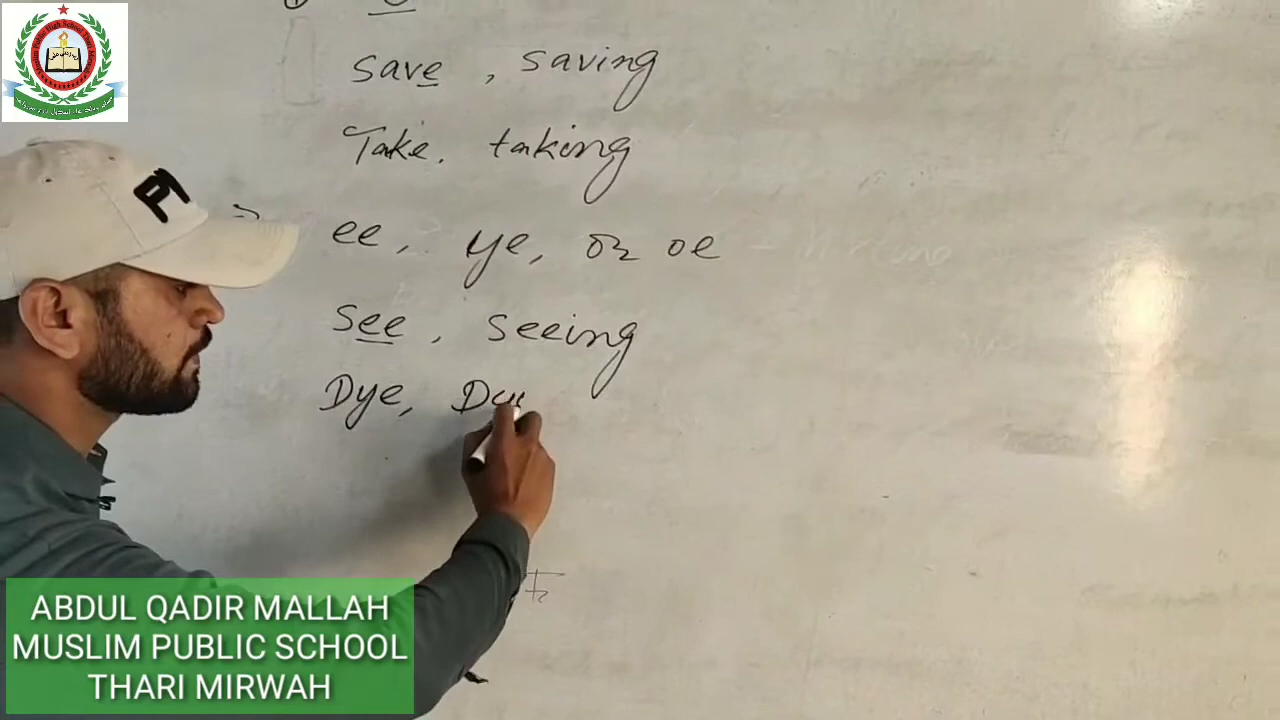 save , saving
Take. taking
ee, ye, or oe
see , seeing
Dye, Dy
ABDUL QADIR MALLAH
MUSLIM PUBLIC SCHOOL
THARI MIRWAH